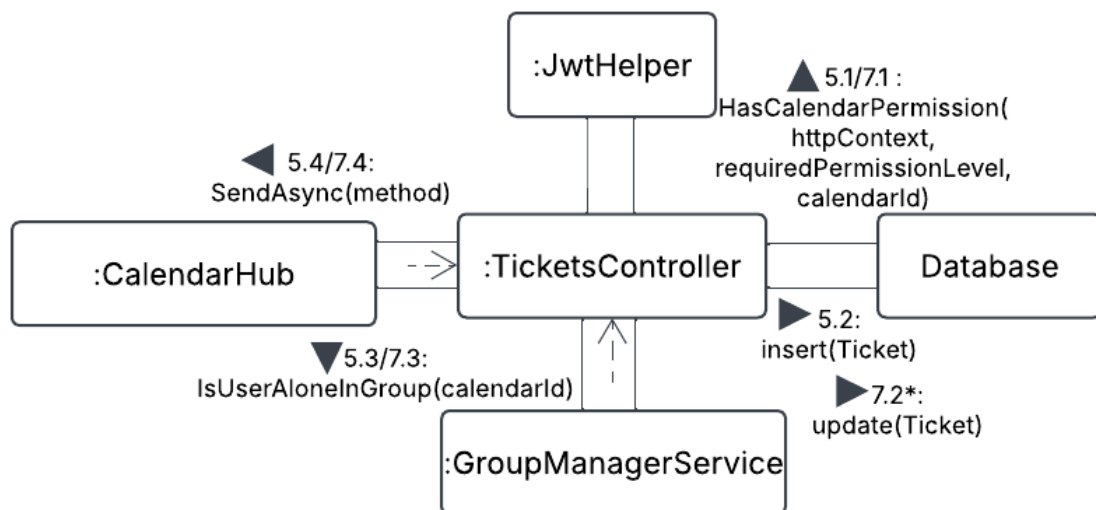 :JwtHelper
5.1/7.1 :
HasCalendarPermission(
httpContext,
requiredPermissionLevel,
calendarId)
5.4/7.4:
SendAsync(method)
:CalendarHub
:TicketsController
Database
5.3/7.3:
IsUserAloneInGroup(calendarId)
5.2:
insert(Ticket)
7.2*:
update(Ticket)
:GroupManagerService